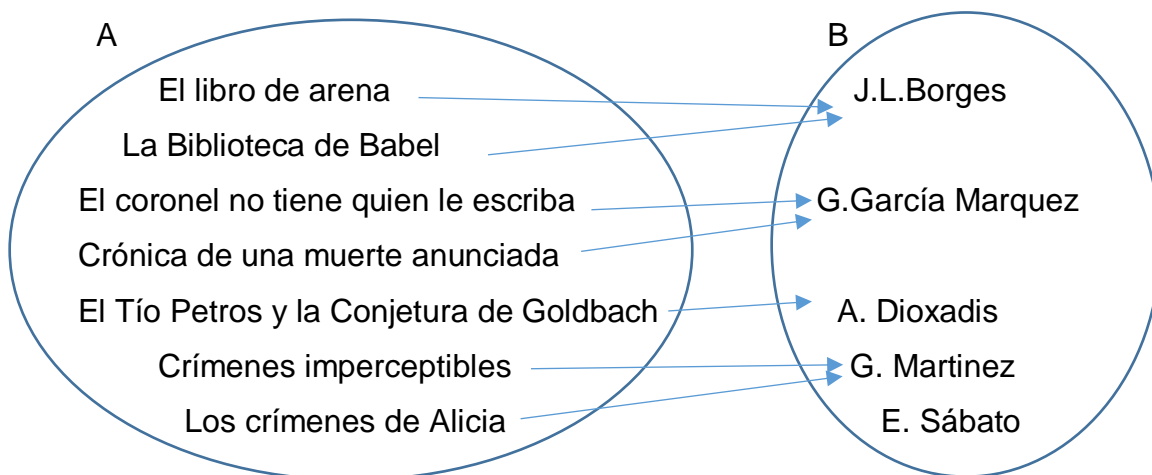 A
B
El libro de arena
J.L.Borges
La Biblioteca de Babel
El coronel no tiene quien le escriba
G.García Marquez
Crónica de una muerte anunciada
El Tío Petros y la Conjetura de Goldbach
A. Dioxadis
Crímenes imperceptibles
G. Martinez
Los crímenes de Alicia
E. Sábato